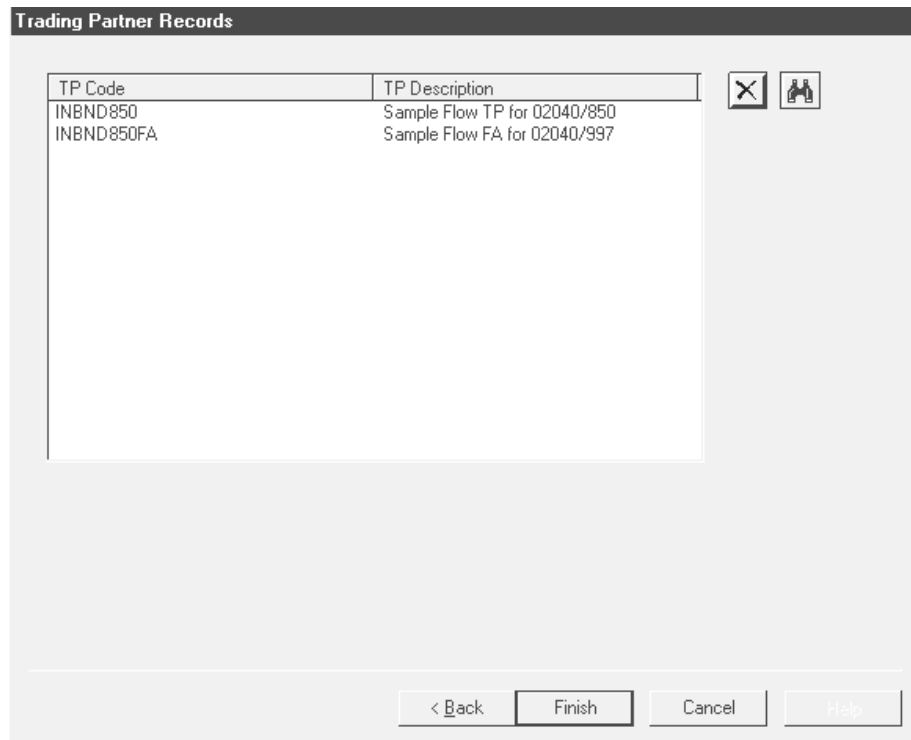 Trading Partner Records
TP Code TP Description
INBND850 Sample Flow TP for 02040/850
INBND850FA Sample Flow FA for 02040/997
< Back Finish Cancel Help